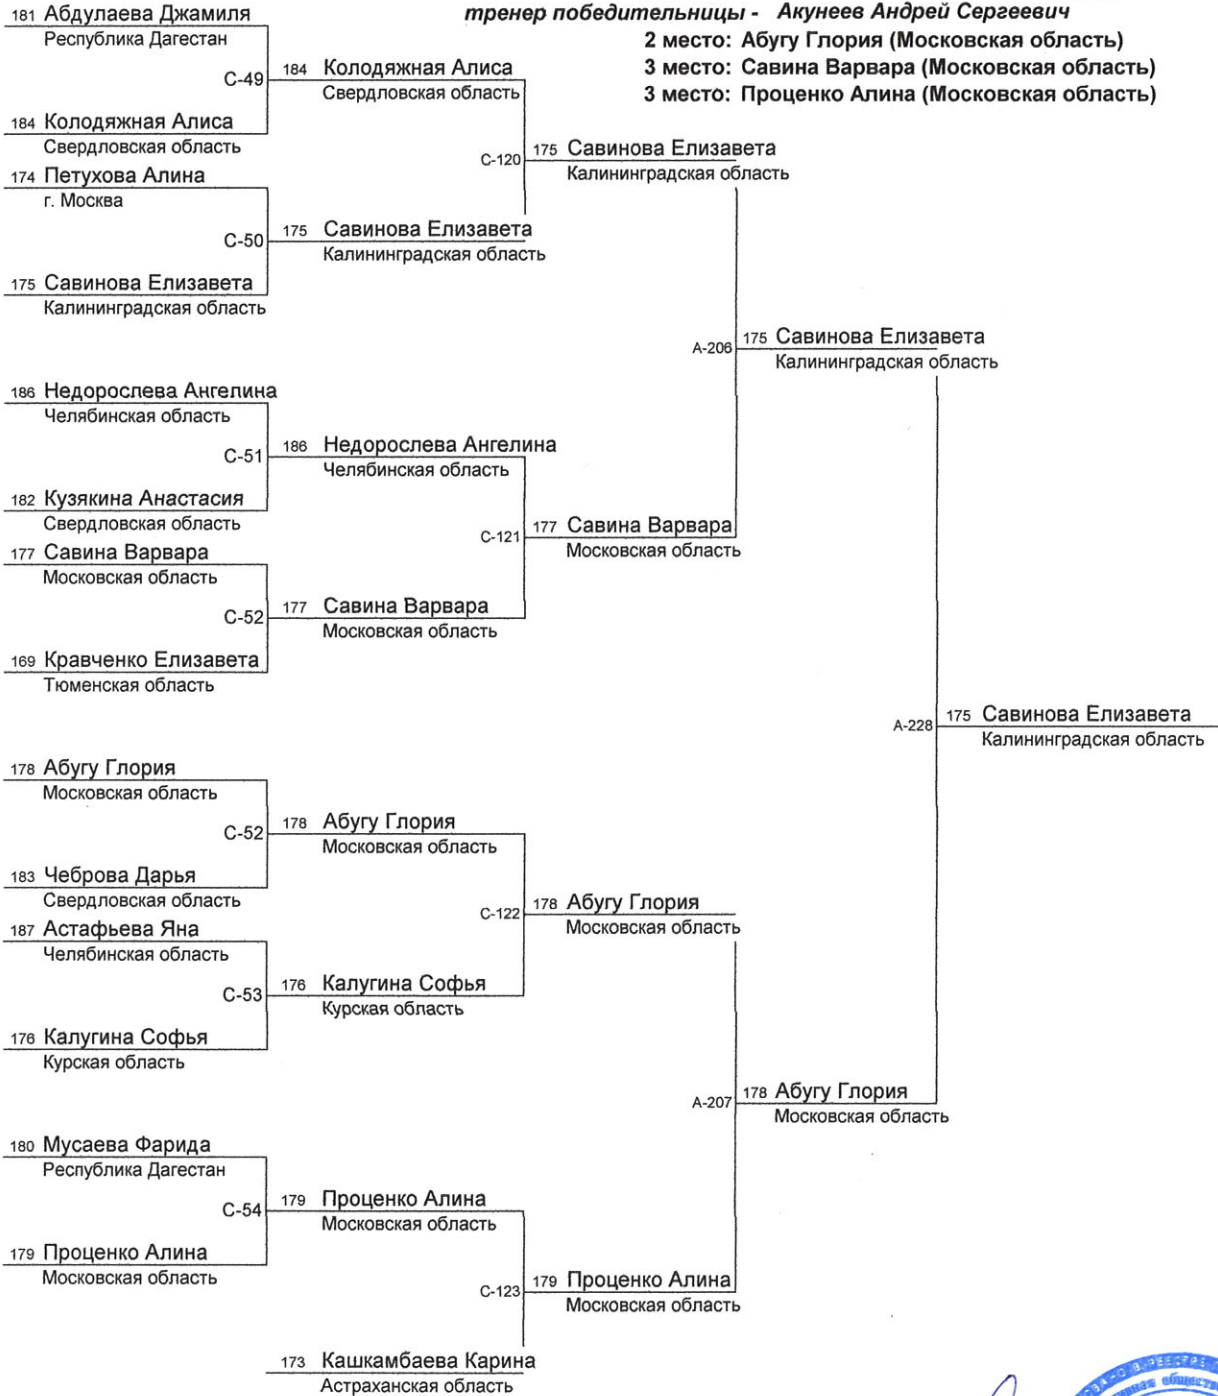 тренер победительницы - Акунеев Андрей Сергеевич
2 место: Абугу Глория (Московская область)
3 место: Савина Варвара (Московская область)
3 место: Проценко Алина (Московская область)
181 Абдулаева Джамиля
Республика Дагестан
С-49
184 Колодяжная Алиса
Свердловская область
184 Колодяжная Алиса
Свердловская область
С-120
175 Савинова Елизавета
Калининградская область
174 Петухова Алина
г. Москва
С-50
175 Савинова Елизавета
Калининградская область
175 Савинова Елизавета
Калининградская область
А-206
175 Савинова Елизавета
Калининградская область
186 Недорослева Ангелина
Челябинская область
С-51
186 Недорослева Ангелина
Челябинская область
182 Кузякина Анастасия
Свердловская область
С-121
177 Савина Варвара
Московская область
177 Савина Варвара
Московская область
С-52
177 Савина Варвара
Московская область
169 Кравченко Елизавета
Тюменская область
А-228
175 Савинова Елизавета
Калининградская область
178 Абугу Глория
Московская область
С-52
178 Абугу Глория
Московская область
183 Чеброва Дарья
Свердловская область
С-122
178 Абугу Глория
Московская область
187 Астафьева Яна
Челябинская область
С-53
176 Калугина Софья
Курская область
176 Калугина Софья
Курская область
А-207
178 Абугу Глория
Московская область
180 Мусаева Фарида
Республика Дагестан
С-54
179 Проценко Алина
Московская область
179 Проценко Алина
Московская область
С-123
179 Проценко Алина
Московская область
173 Кашкамбаева Карина
Астраханская область